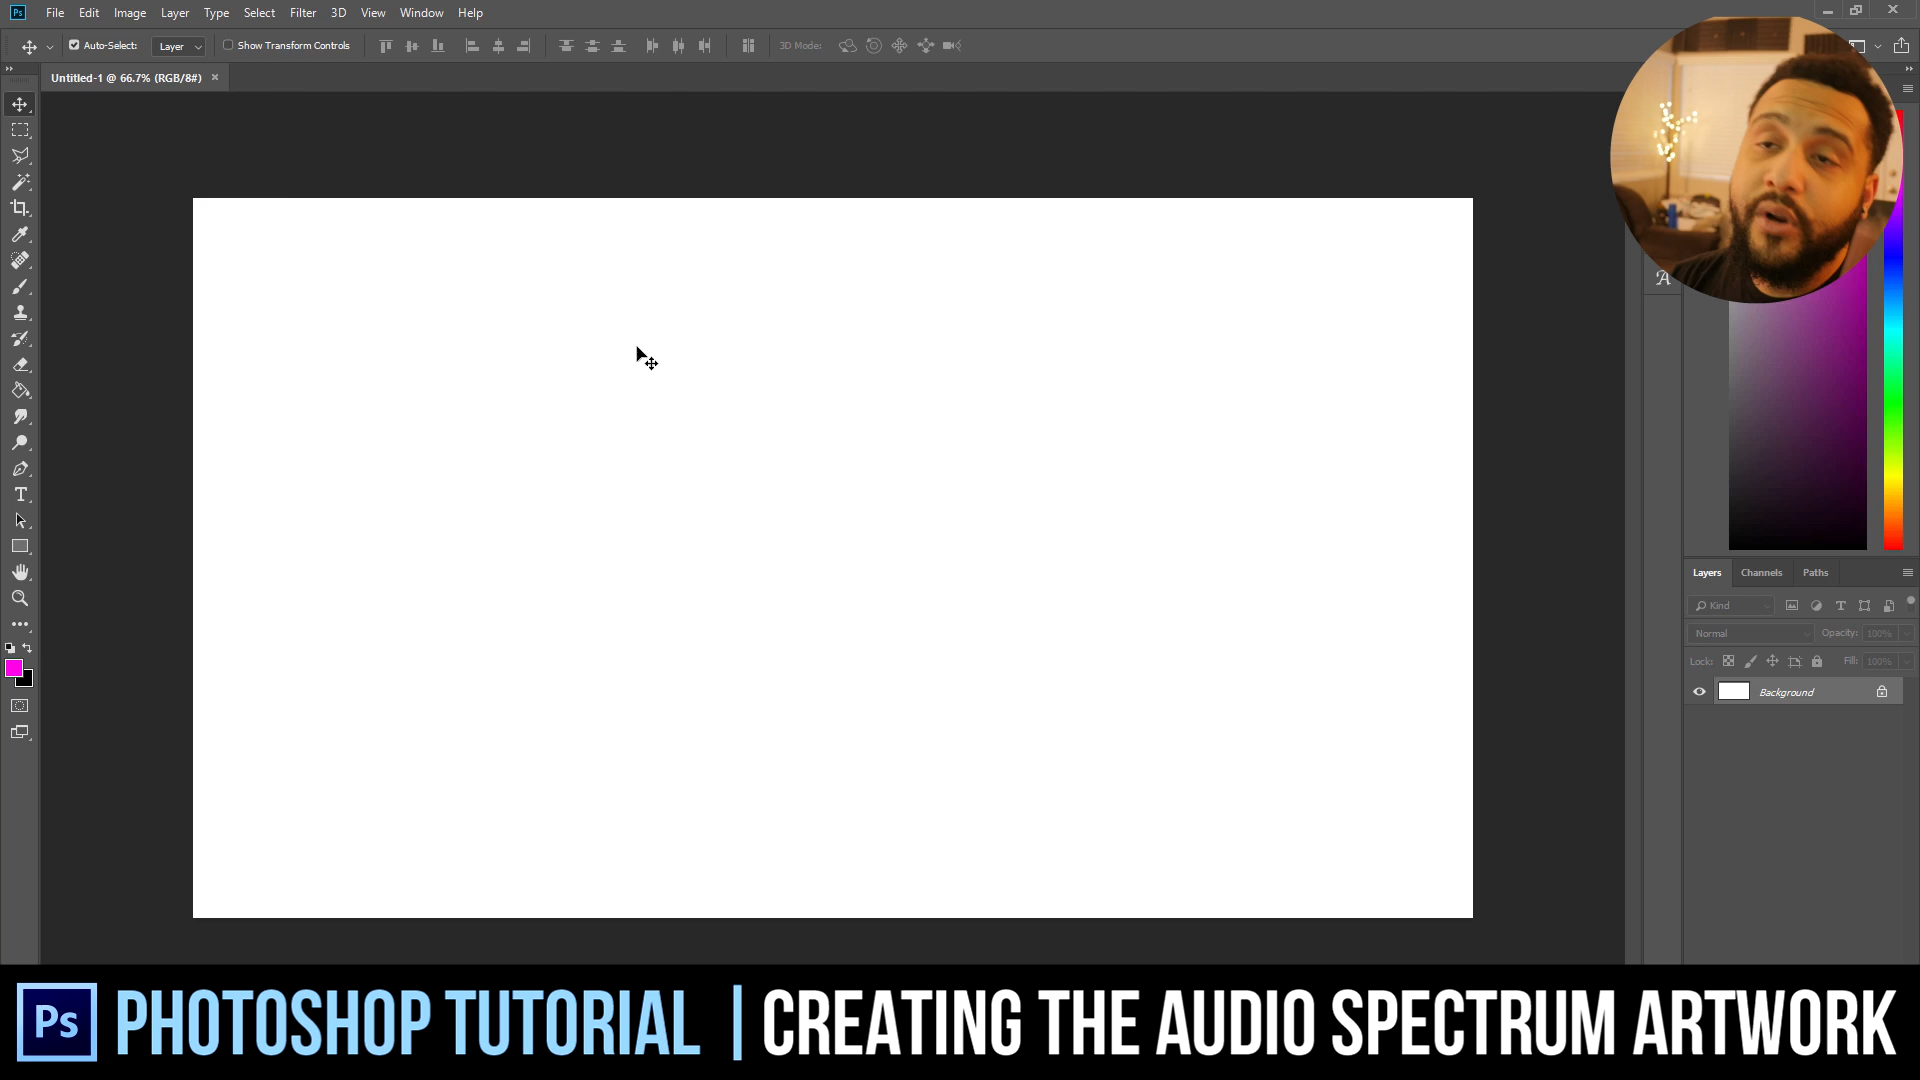 Ps File Edit Image Layer Type Select Filter 3D View Window Help
Auto-Select: Layer Show Transform Controls 3D Mode:
Untitled-1 @ 66.7% (RGB/8#) ×
A
Layers Channels Paths
Kind
Normal Opacity: 100%
Lock: Fill: 100%
Background
Ps PHOTOSHOP TUTORIAL | CREATING THE AUDIO SPECTRUM ARTWORK